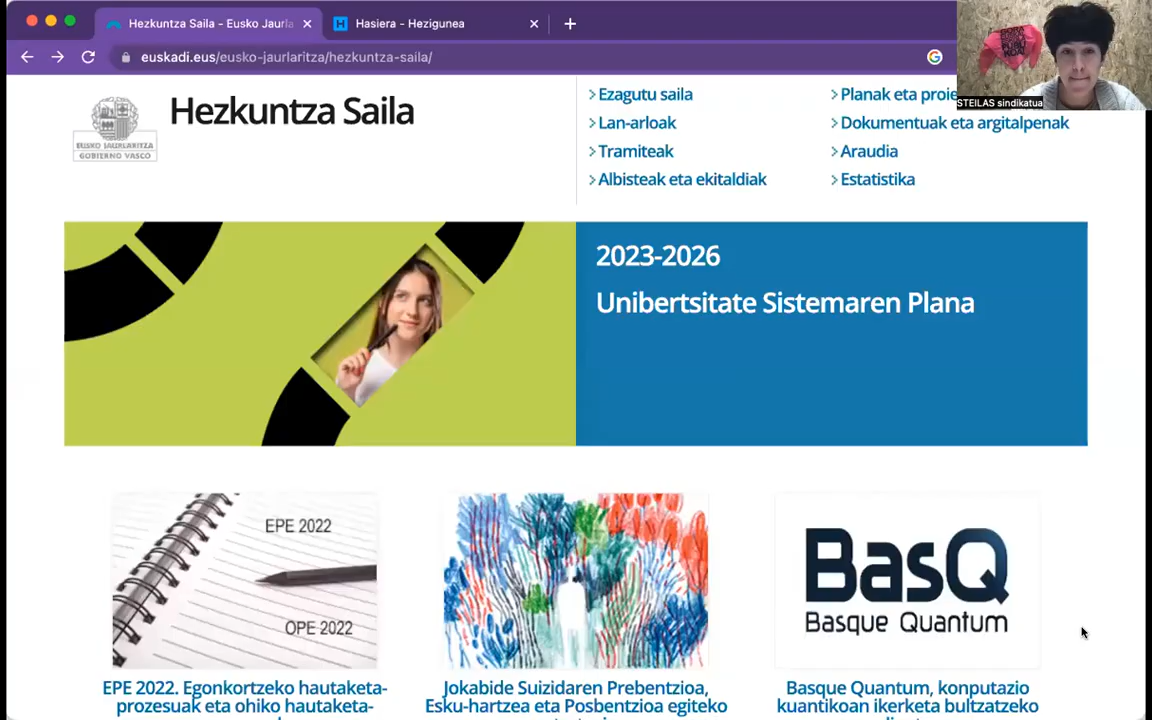 Hezkuntza Saila - Eusko Jaurla
Hasiera - Hezigunea
euskadi.eus/eusko-jaurlaritza/hezkuntza-saila/
STEILAS sindikatua
EUSKO JAURLARITZA
GOBIERNO VASCO
Hezkuntza Saila
Ezagutu saila
Lan-arloak
Tramiteak
Albisteak eta ekitaldiak
Planak eta proie
Dokumentuak eta argitalpenak
Araudia
Estatistika
2023-2026
Unibertsitate Sistemaren Plana
EPE 2022
OPE 2022
BasQ
Basque Quantum
EPE 2022. Egonkortzeko hautaketa-
prozesuak eta ohiko hautaketa-
Jokabide Suizidaren Prebentzioa,
Esku-hartzea eta Posbentzioa egiteko
Basque Quantum, konputazio
kuantikoan ikerketa bultzatzeko